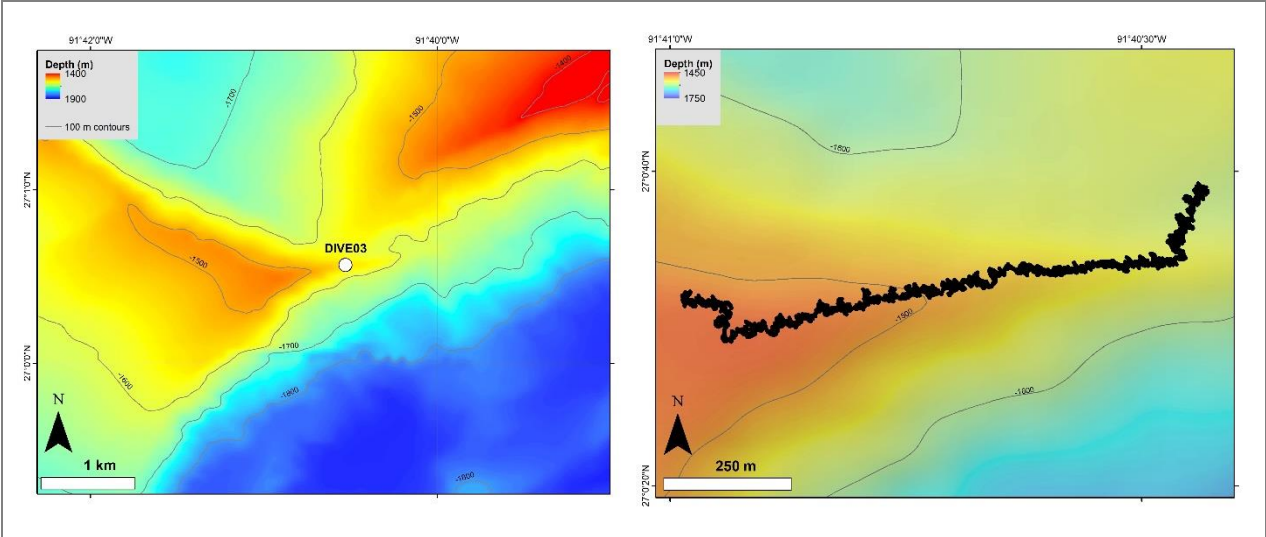 91°42'0"W
91°40'0"W
Depth (m)
1400
1900
100 m contours
-1700
-1400
-1500
27°1'0"N
DIVE03
-1500
-1700
27°0'0"N
-1600
-1800
N
1 km
-1800
91°41'0"W
91°40'30"W
Depth (m)
1450
1750
-1600
27°0'40"N
-1500
-1600
N
250 m
27°0'20"N